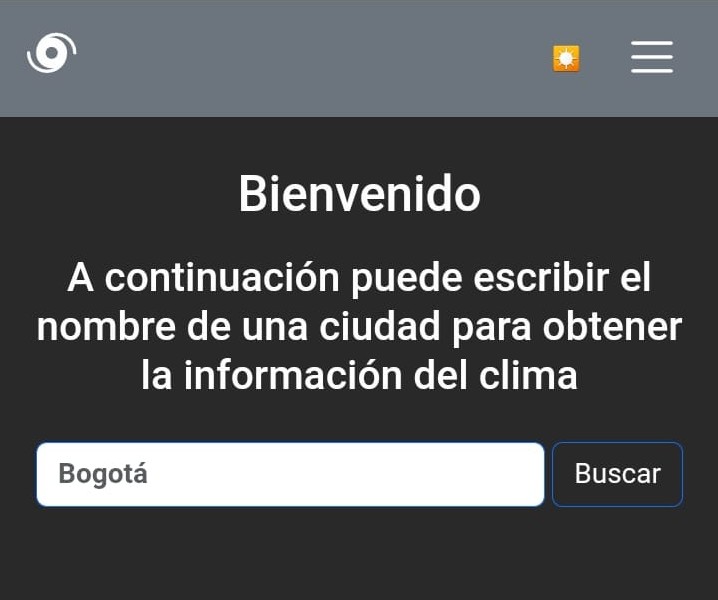 Bienvenido
A continuación puede escribir el
nombre de una ciudad para obtener
la información del clima
Bogotá
Buscar